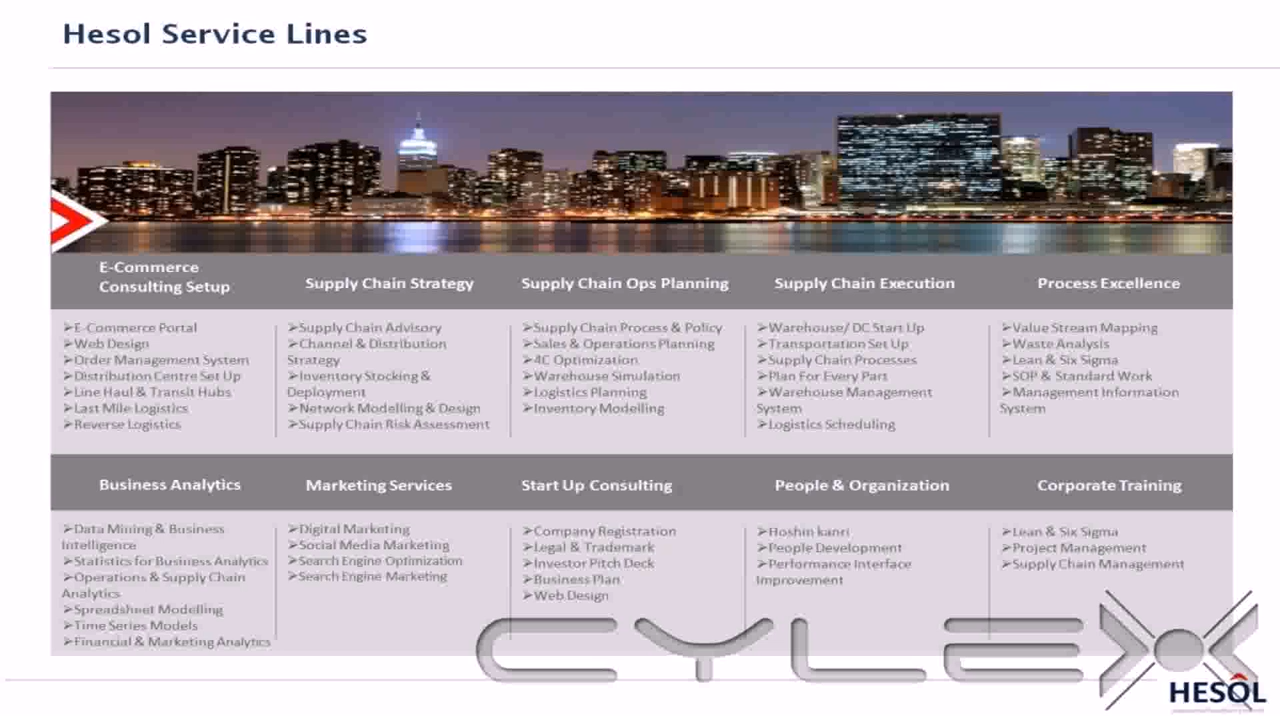 Hesol Service Lines
E-Commerce
Consulting Setup
Supply Chain Strategy
Supply Chain Ops Planning
Supply Chain Execution
Process Excellence
➢E-Commerce Portal
➢Web Design
➢Order Management System
➢Distribution Centre Set Up
➢Line Haul & Transit Hubs
➢Last Mile Logistics
➢Reverse Logistics
➢Supply Chain Advisory
➢Channel & Distribution
Strategy
➢Inventory Stocking &
Deployment
➢Network Modelling & Design
➢Supply Chain Risk Assessment
➢Supply Chain Process & Policy
➢Sales & Operations Planning
➢4C Optimization
➢Warehouse Simulation
➢Logistics Planning
➢Inventory Modelling
➢Warehouse/ DC Start Up
➢Transportation Set Up
➢Supply Chain Processes
➢Plan For Every Part
➢Warehouse Management
System
➢Logistics Scheduling
➢Value Stream Mapping
➢Waste Analysis
➢Lean & Six Sigma
➢SOP & Standard Work
➢Management Information
System
Business Analytics
Marketing Services
Start Up Consulting
People & Organization
Corporate Training
➢Data Mining & Business
Intelligence
➢Statistics for Business Analytics
➢Operations & Supply Chain
Analytics
➢Spreadsheet Modelling
➢Time Series Models
➢Financial & Marketing Analytics
➢Digital Marketing
➢Social Media Marketing
➢Search Engine Optimization
➢Search Engine Marketing
➢Company Registration
➢Legal & Trademark
➢Investor Pitch Deck
➢Business Plan
➢Web Design
➢Hoshin kanri
➢People Development
➢Performance Interface
Improvement
➢Lean & Six Sigma
➢Project Management
➢Supply Chain Management
CYLEX
HESOL